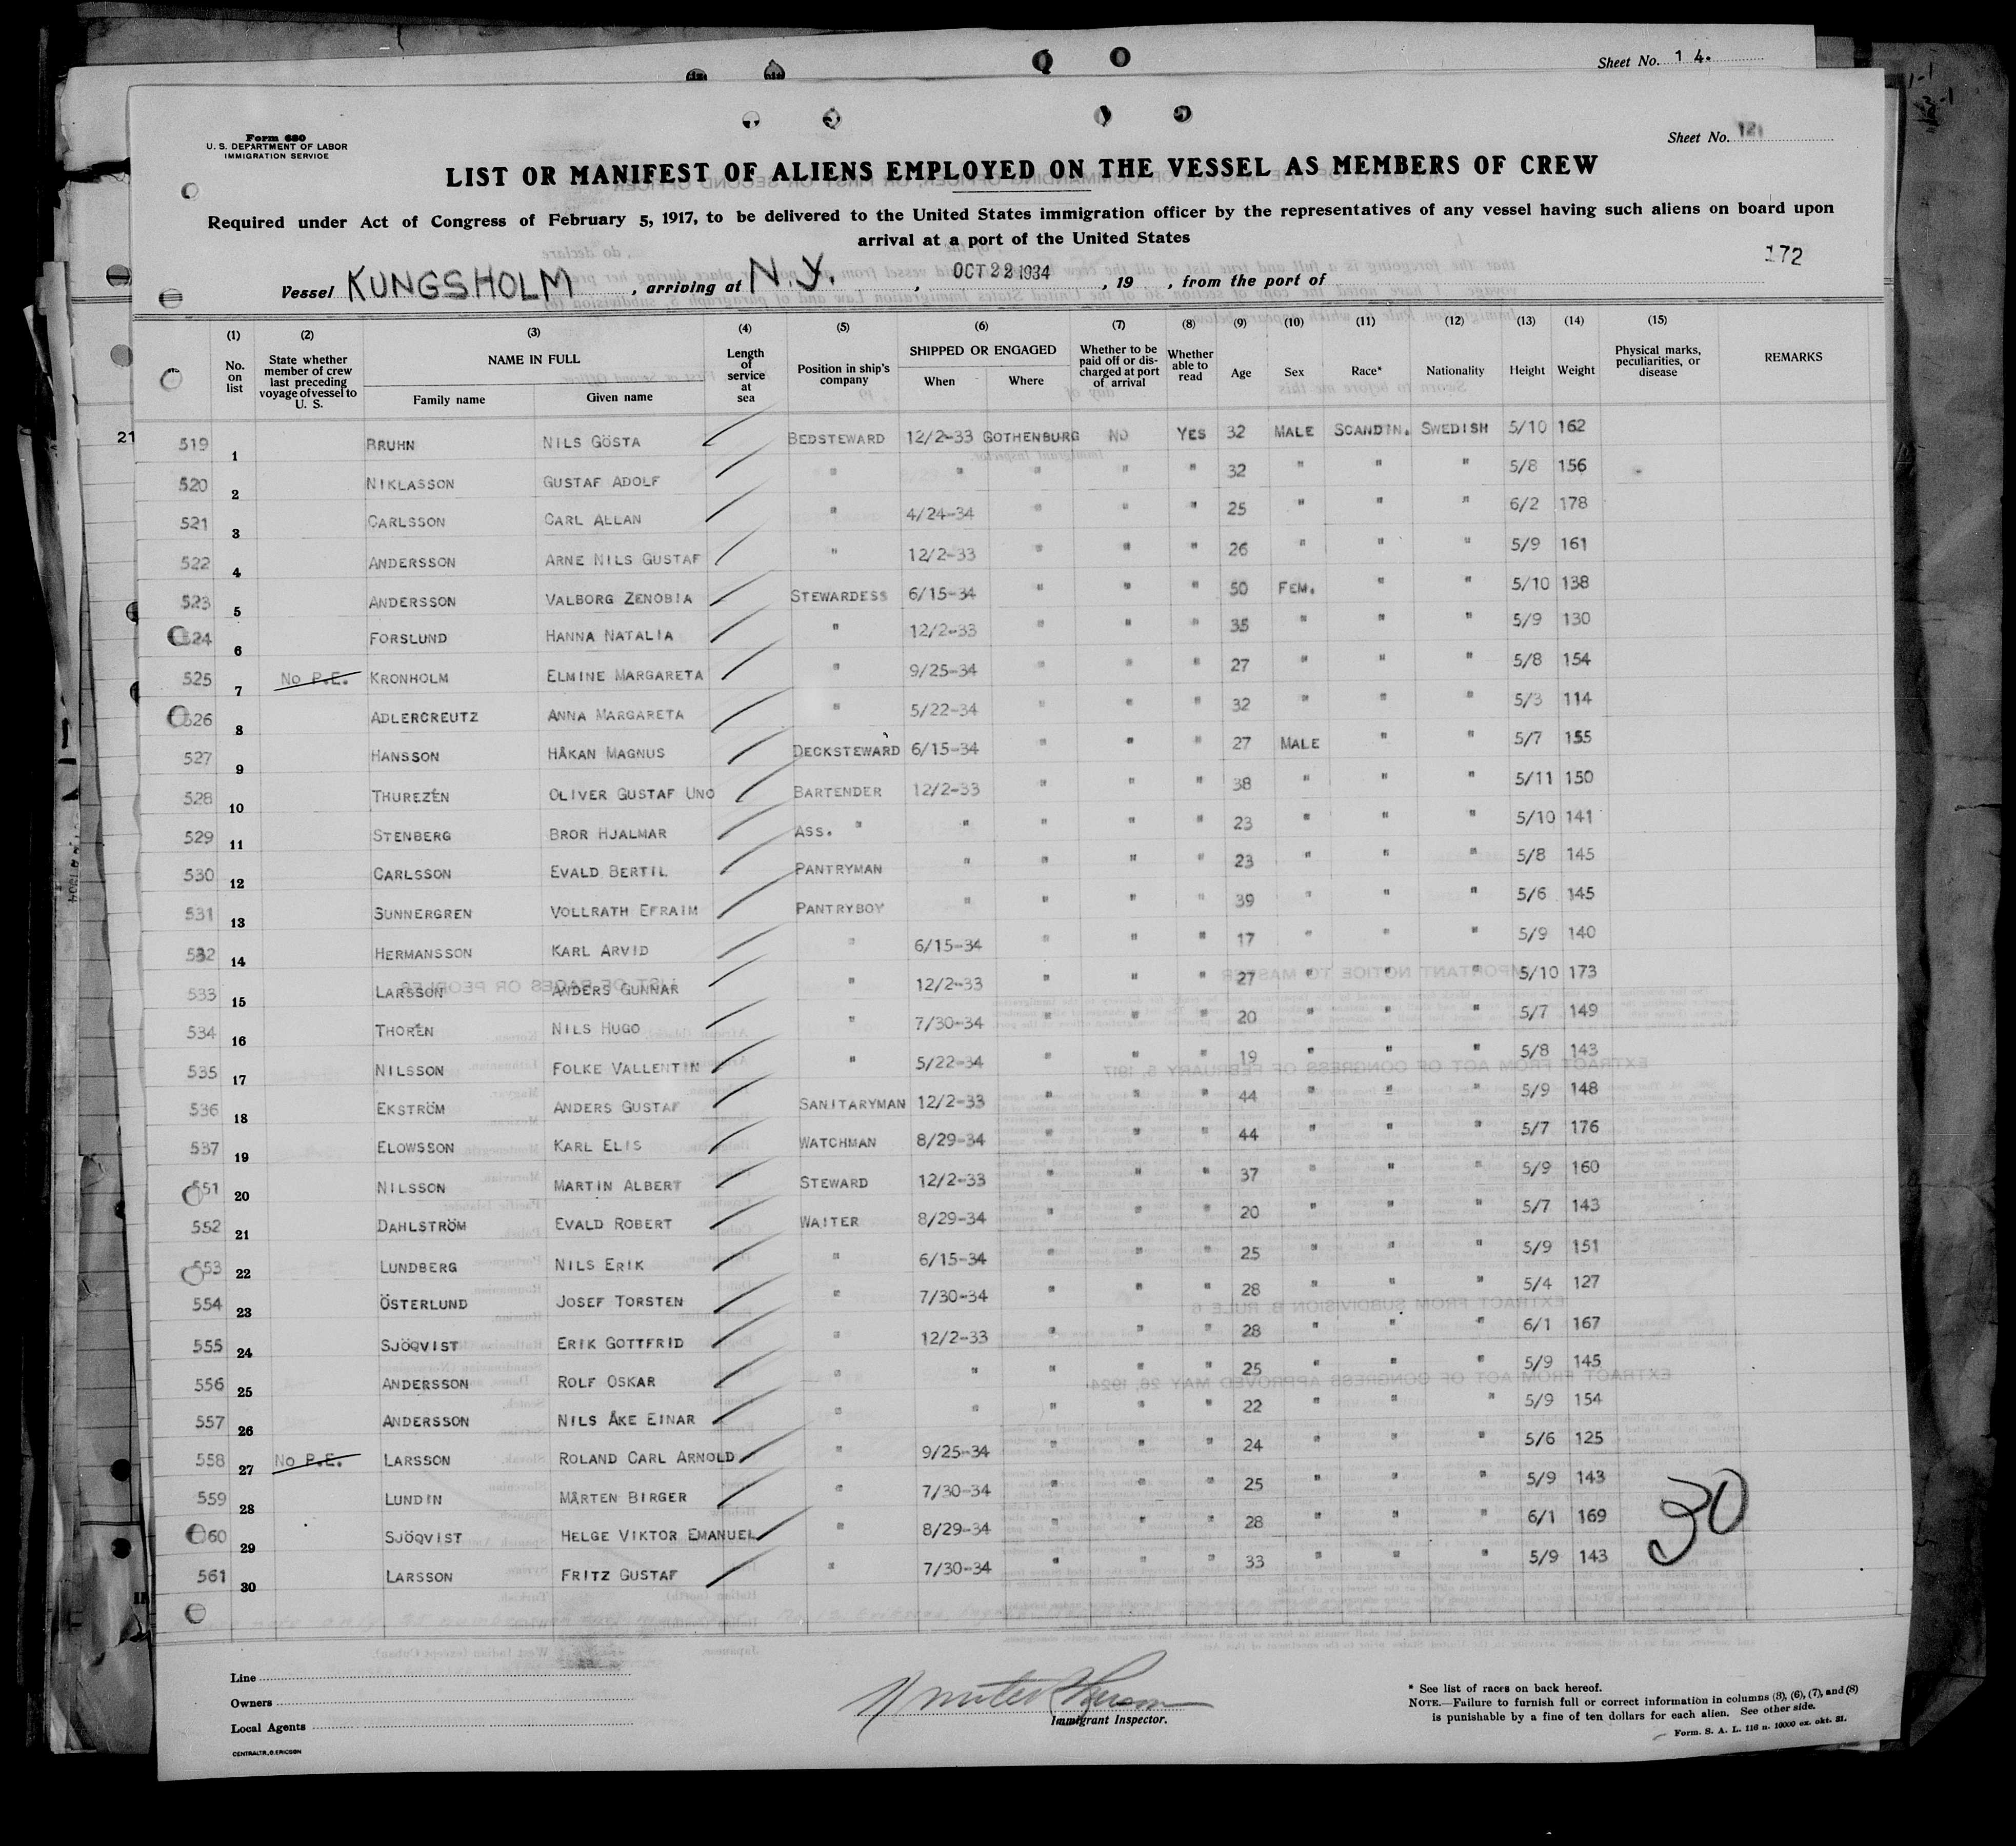 Sheet No. 1 4.
Form 680
U. S. DEPARTMENT OF LABOR
IMMIGRATION SERVICE
Sheet No.
LIST OR MANIFEST OF ALIENS EMPLOYED ON THE VESSEL AS MEMBERS OF CREW
Required under Act of Congress of February 5, 1917, to be delivered to the United States immigration officer by the representatives of any vessel having such aliens on board upon
arrival at a port of the United States
172
Vessel KUNGSHOLM, arriving at N.Y., OCT 22 1934, 19 , from the port of
(1) (2) (3) (4) (5) (6) (7) (8) (9) (10) (11) (12) (13) (14) (15)
No. on list | State whether member of crew last preceding voyage of vessel to U. S. | NAME IN FULL | Length of service at sea | Position in ship's company | SHIPPED OR ENGAGED | Whether to be paid off or discharged at port of arrival | Whether able to read | Age | Sex | Race* | Nationality | Height | Weight | Physical marks, peculiarities, or disease | REMARKS
Family name | Given name | When | Where
21
519 1 BRUHN NILS GÖSTA BEDSTEWARD 12/2-33 GOTHENBURG NO YES 32 MALE SCANDIN. SWEDISH 5/10 162
520 2 NIKLASSON GUSTAF ADOLF " " " " " 32 " " " 5/8 156
521 3 CARLSSON CARL ALLAN " 4/24-34 " " " 25 " " " 6/2 178
522 4 ANDERSSON ARNE NILS GUSTAF " 12/2-33 " " " 26 " " " 5/9 161
523 5 ANDERSSON VALBORG ZENOBIA STEWARDESS 6/15-34 " " " 50 FEM. " " 5/10 138
524 6 FORSLUND HANNA NATALIA " 12/2-33 " " " 35 " " " 5/9 130
525 7 No P.E. KRONHOLM ELMINE MARGARETA " 9/25-34 " " " 27 " " " 5/8 154
526 8 ADLERCREUTZ ANNA MARGARETA " 5/22-34 " " " 32 " " " 5/3 114
527 9 HANSSON HÅKAN MAGNUS DECKSTEWARD 6/15-34 " " " 27 MALE " " 5/7 155
528 10 THUREZÉN OLIVER GUSTAF UNO BARTENDER 12/2-33 " " " 38 " " " 5/11 150
529 11 STENBERG BROR HJALMAR ASS. " " " " " 23 " " " 5/10 141
530 12 CARLSSON EVALD BERTIL PANTRYMAN " " " " 23 " " " 5/8 145
531 13 SUNNERGREN VOLLRATH EFRAIM PANTRYBOY " " " " 39 " " " 5/6 145
532 14 HERMANSSON KARL ARVID " 6/15-34 " " " 17 " " " 5/9 140
533 15 LARSSON ANDERS GUNNAR " 12/2-33 " " " 27 " " " 5/10 173
534 16 THORÉN NILS HUGO " 7/30-34 " " " 20 " " " 5/7 149
535 17 NILSSON FOLKE VALLENTIN " 5/22-34 " " " 19 " " " 5/8 143
536 18 EKSTRÖM ANDERS GUSTAF SANITARYMAN 12/2-33 " " " 44 " " " 5/9 148
537 19 ELOWSSON KARL ELIS WATCHMAN 8/29-34 " " " 44 " " " 5/7 176
551 20 NILSSON MARTIN ALBERT STEWARD 12/2-33 " " " 37 " " " 5/9 160
552 21 DAHLSTRÖM EVALD ROBERT WAITER 8/29-34 " " " 20 " " " 5/7 143
553 22 LUNDBERG NILS ERIK " 6/15-34 " " " 25 " " " 5/9 151
554 23 ÖSTERLUND JOSEF TORSTEN " 7/30-34 " " " 28 " " " 5/4 127
555 24 SJÖQVIST ERIK GOTTFRID " 12/2-33 " " " 28 " " " 6/1 167
556 25 ANDERSSON ROLF OSKAR " " " " " 25 " " " 5/9 145
557 26 ANDERSSON NILS ÅKE EINAR " " " " " 22 " " " 5/9 154
558 27 No P.E. LARSSON ROLAND CARL ARNOLD " 9/25-34 " " " 24 " " " 5/6 125
559 28 LUNDIN MÅRTEN BIRGER " 7/30-34 " " " 25 " " " 5/9 143
560 29 SJÖQVIST HELGE VIKTOR EMANUEL " 8/29-34 " " " 28 " " " 6/1 169
561 30 LARSSON FRITZ GUSTAF " 7/30-34 " " " 33 " " " 5/9 143
30
Line
Owners
Local Agents
CENTRALTR, G. ERICSON
Immigrant Inspector.
* See list of races on back hereof.
NOTE.—Failure to furnish full or correct information in columns (3), (6), (7), and (8)
is punishable by a fine of ten dollars for each alien. See other side.
Form. S. A. L. 116 n. 10000 ex. okt. 31.